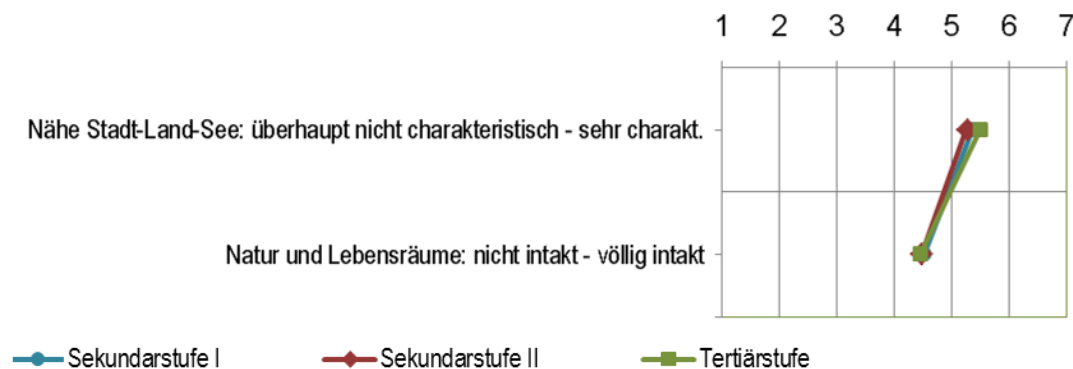 1 2 3 4 5 6 7
Nähe Stadt-Land-See: überhaupt nicht charakteristisch - sehr charakt.
Natur und Lebensräume: nicht intakt - völlig intakt
Sekundarstufe I Sekundarstufe II Tertiärstufe